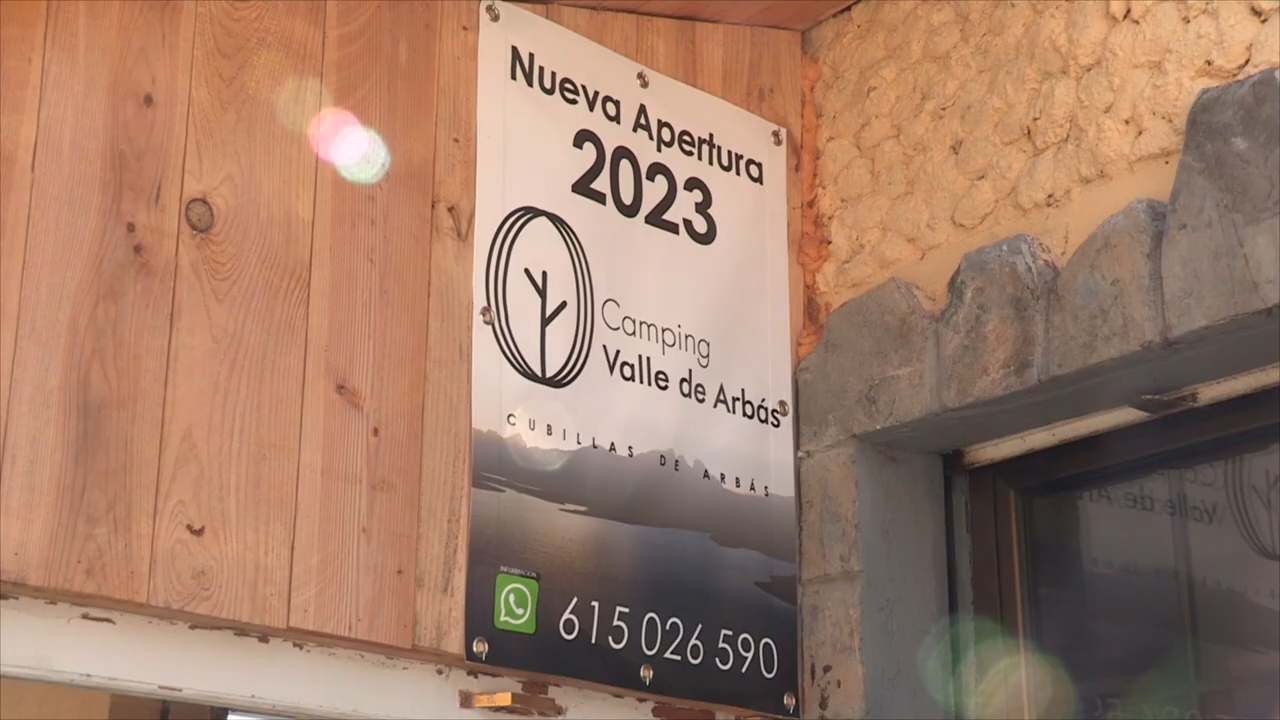 Nueva Apertura
2023
Camping
Valle de Arbás
CUBILLAS DE ARBÁS
INFORMACIÓN
615 026 590